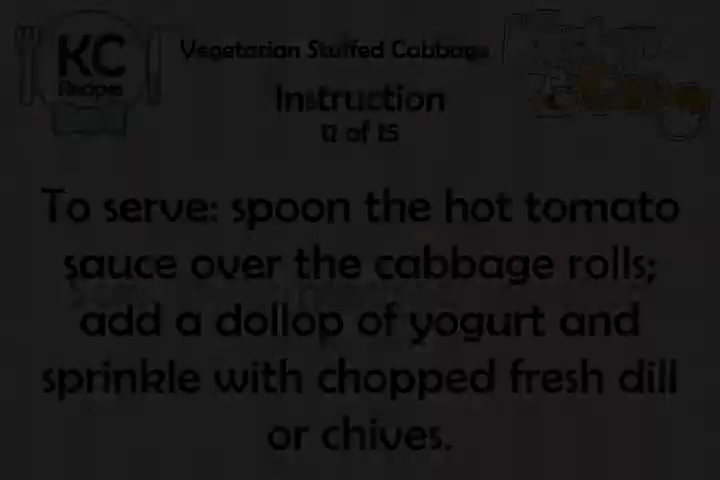 KC
Recipes
Vegetarian Stuffed Cabbage
Instruction
12 of 15
To serve: spoon the hot tomato
sauce over the cabbage rolls;
add a dollop of yogurt and
sprinkle with chopped fresh dill
or chives.